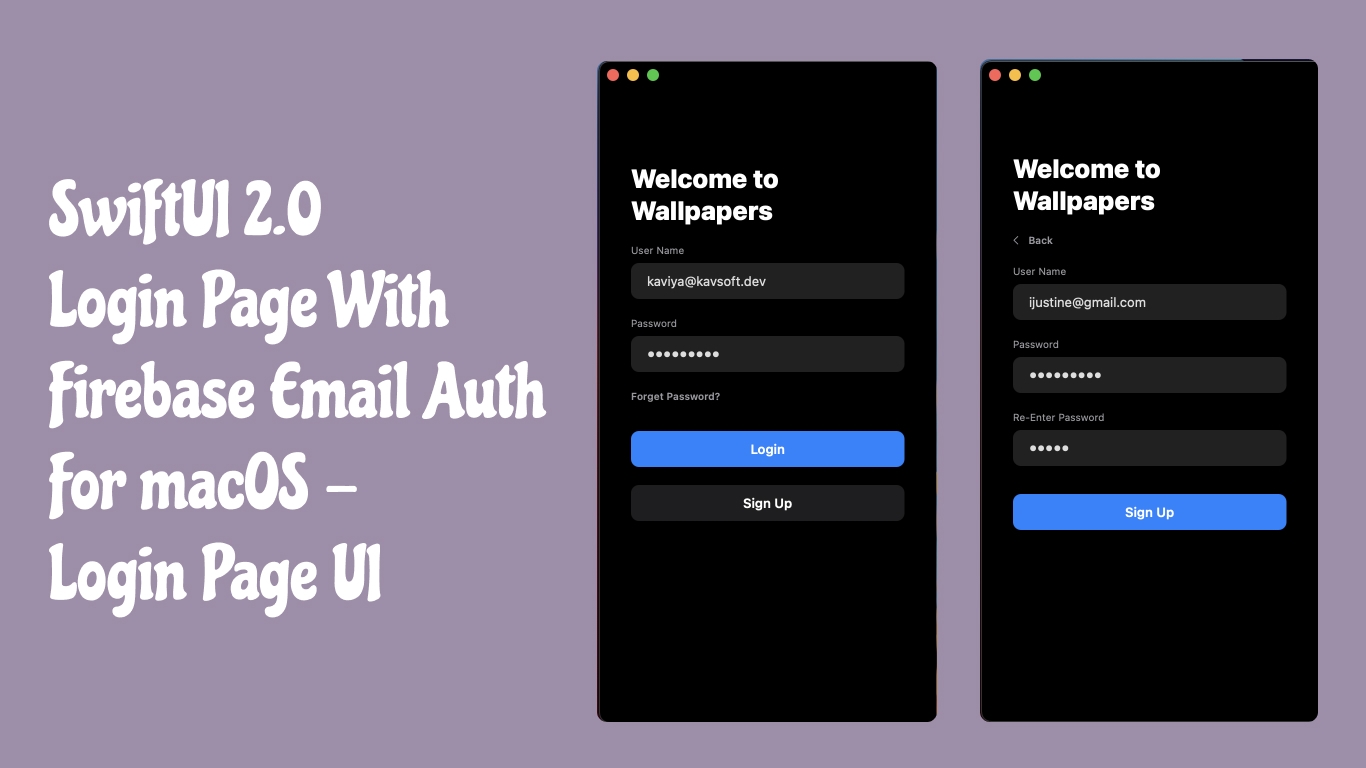 SwiftUI 2.0
Login Page With
Firebase Email Auth
For macOS -
Login Page UI
Welcome to
Wallpapers
User Name
kaviya@kavsoft.dev
Password
●●●●●●●●●
Forget Password?
Login
Sign Up
Welcome to
Wallpapers
Back
User Name
ijustine@gmail.com
Password
●●●●●●●●●
Re-Enter Password
●●●●●
Sign Up